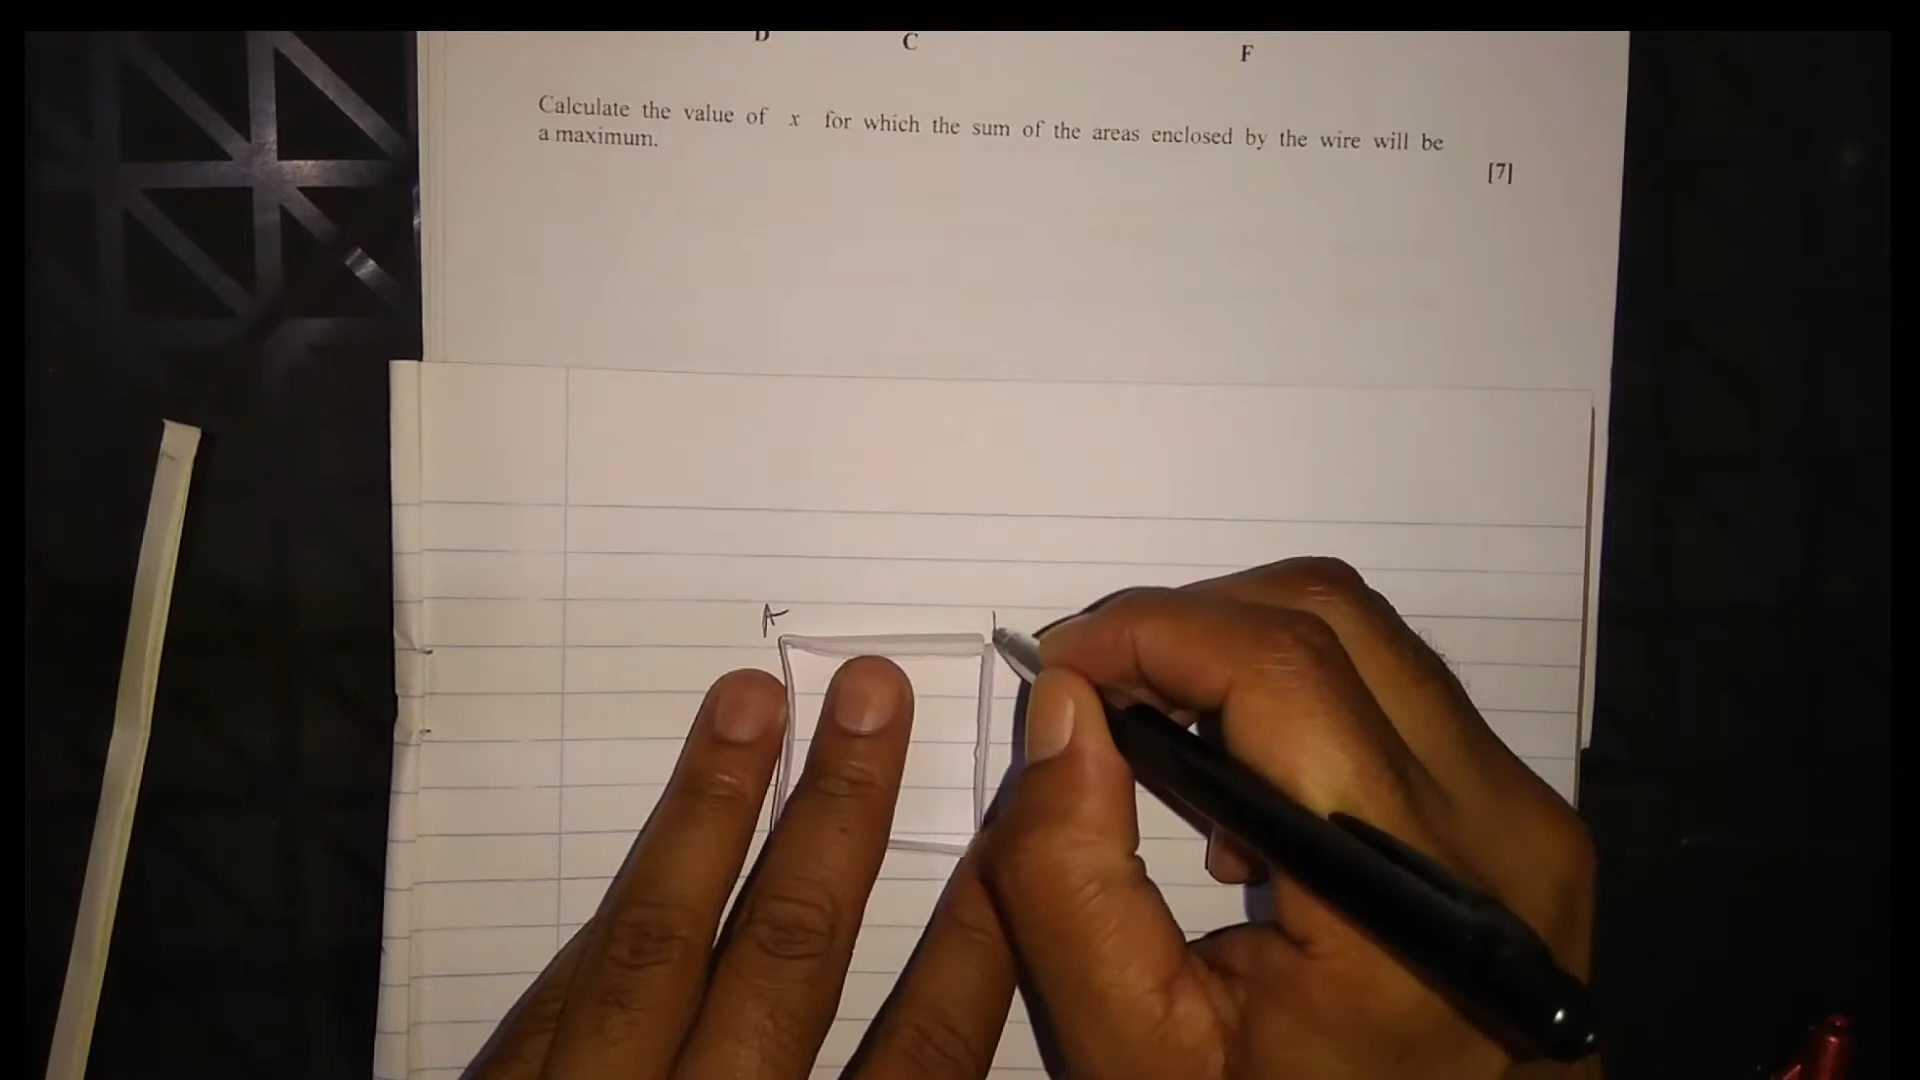 D C F
Calculate the value of x for which the sum of the areas enclosed by the wire will be
a maximum.
[7]
A